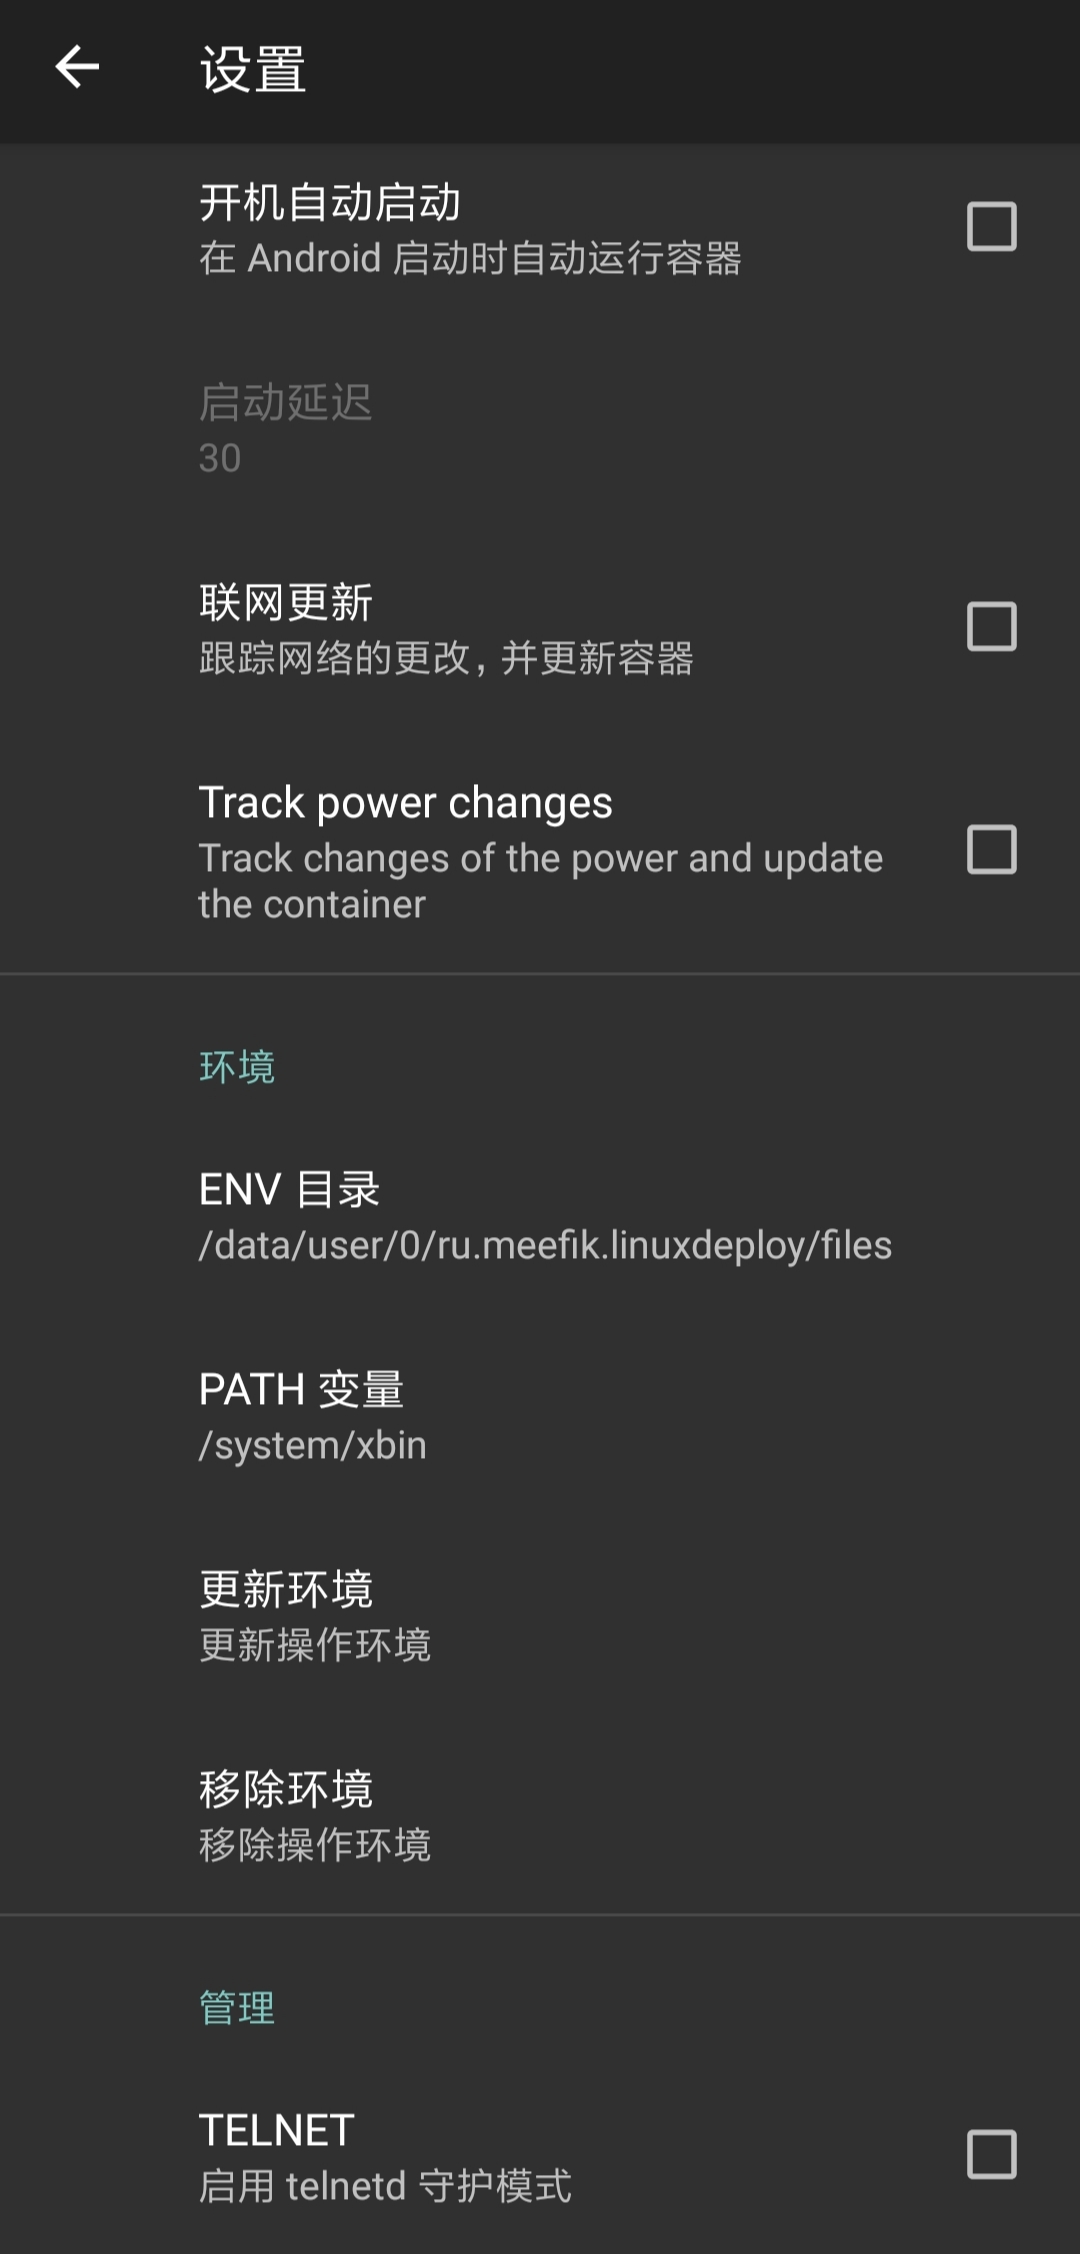 设置
开机自动启动
在 Android 启动时自动运行容器
启动延迟
30
联网更新
跟踪网络的更改，并更新容器
Track power changes
Track changes of the power and update
the container
环境
ENV 目录
/data/user/0/ru.meefik.linuxdeploy/files
PATH 变量
/system/xbin
更新环境
更新操作环境
移除环境
移除操作环境
管理
TELNET
启用 telnetd 守护模式